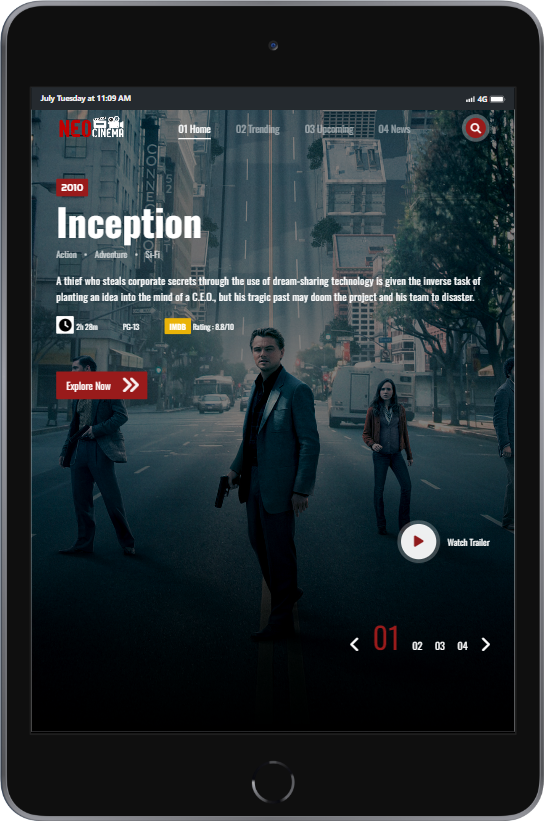 July Tuesday at 11:09 AM
4G
NEO
CINEMA
01 Home
02 Trending
03 Upcoming
04 News
CONNEC
2010
Inception
Action • Adventure • Si-Fi
A thief who steals corporate secrets through the use of dream-sharing technology is given the inverse task of
planting an idea into the mind of a C.E.O., but his tragic past may doom the project and his team to disaster.
2h 28m
PG-13
IMDB Rating : 8.8/10
Explore Now
Watch Trailer
01 02 03 04